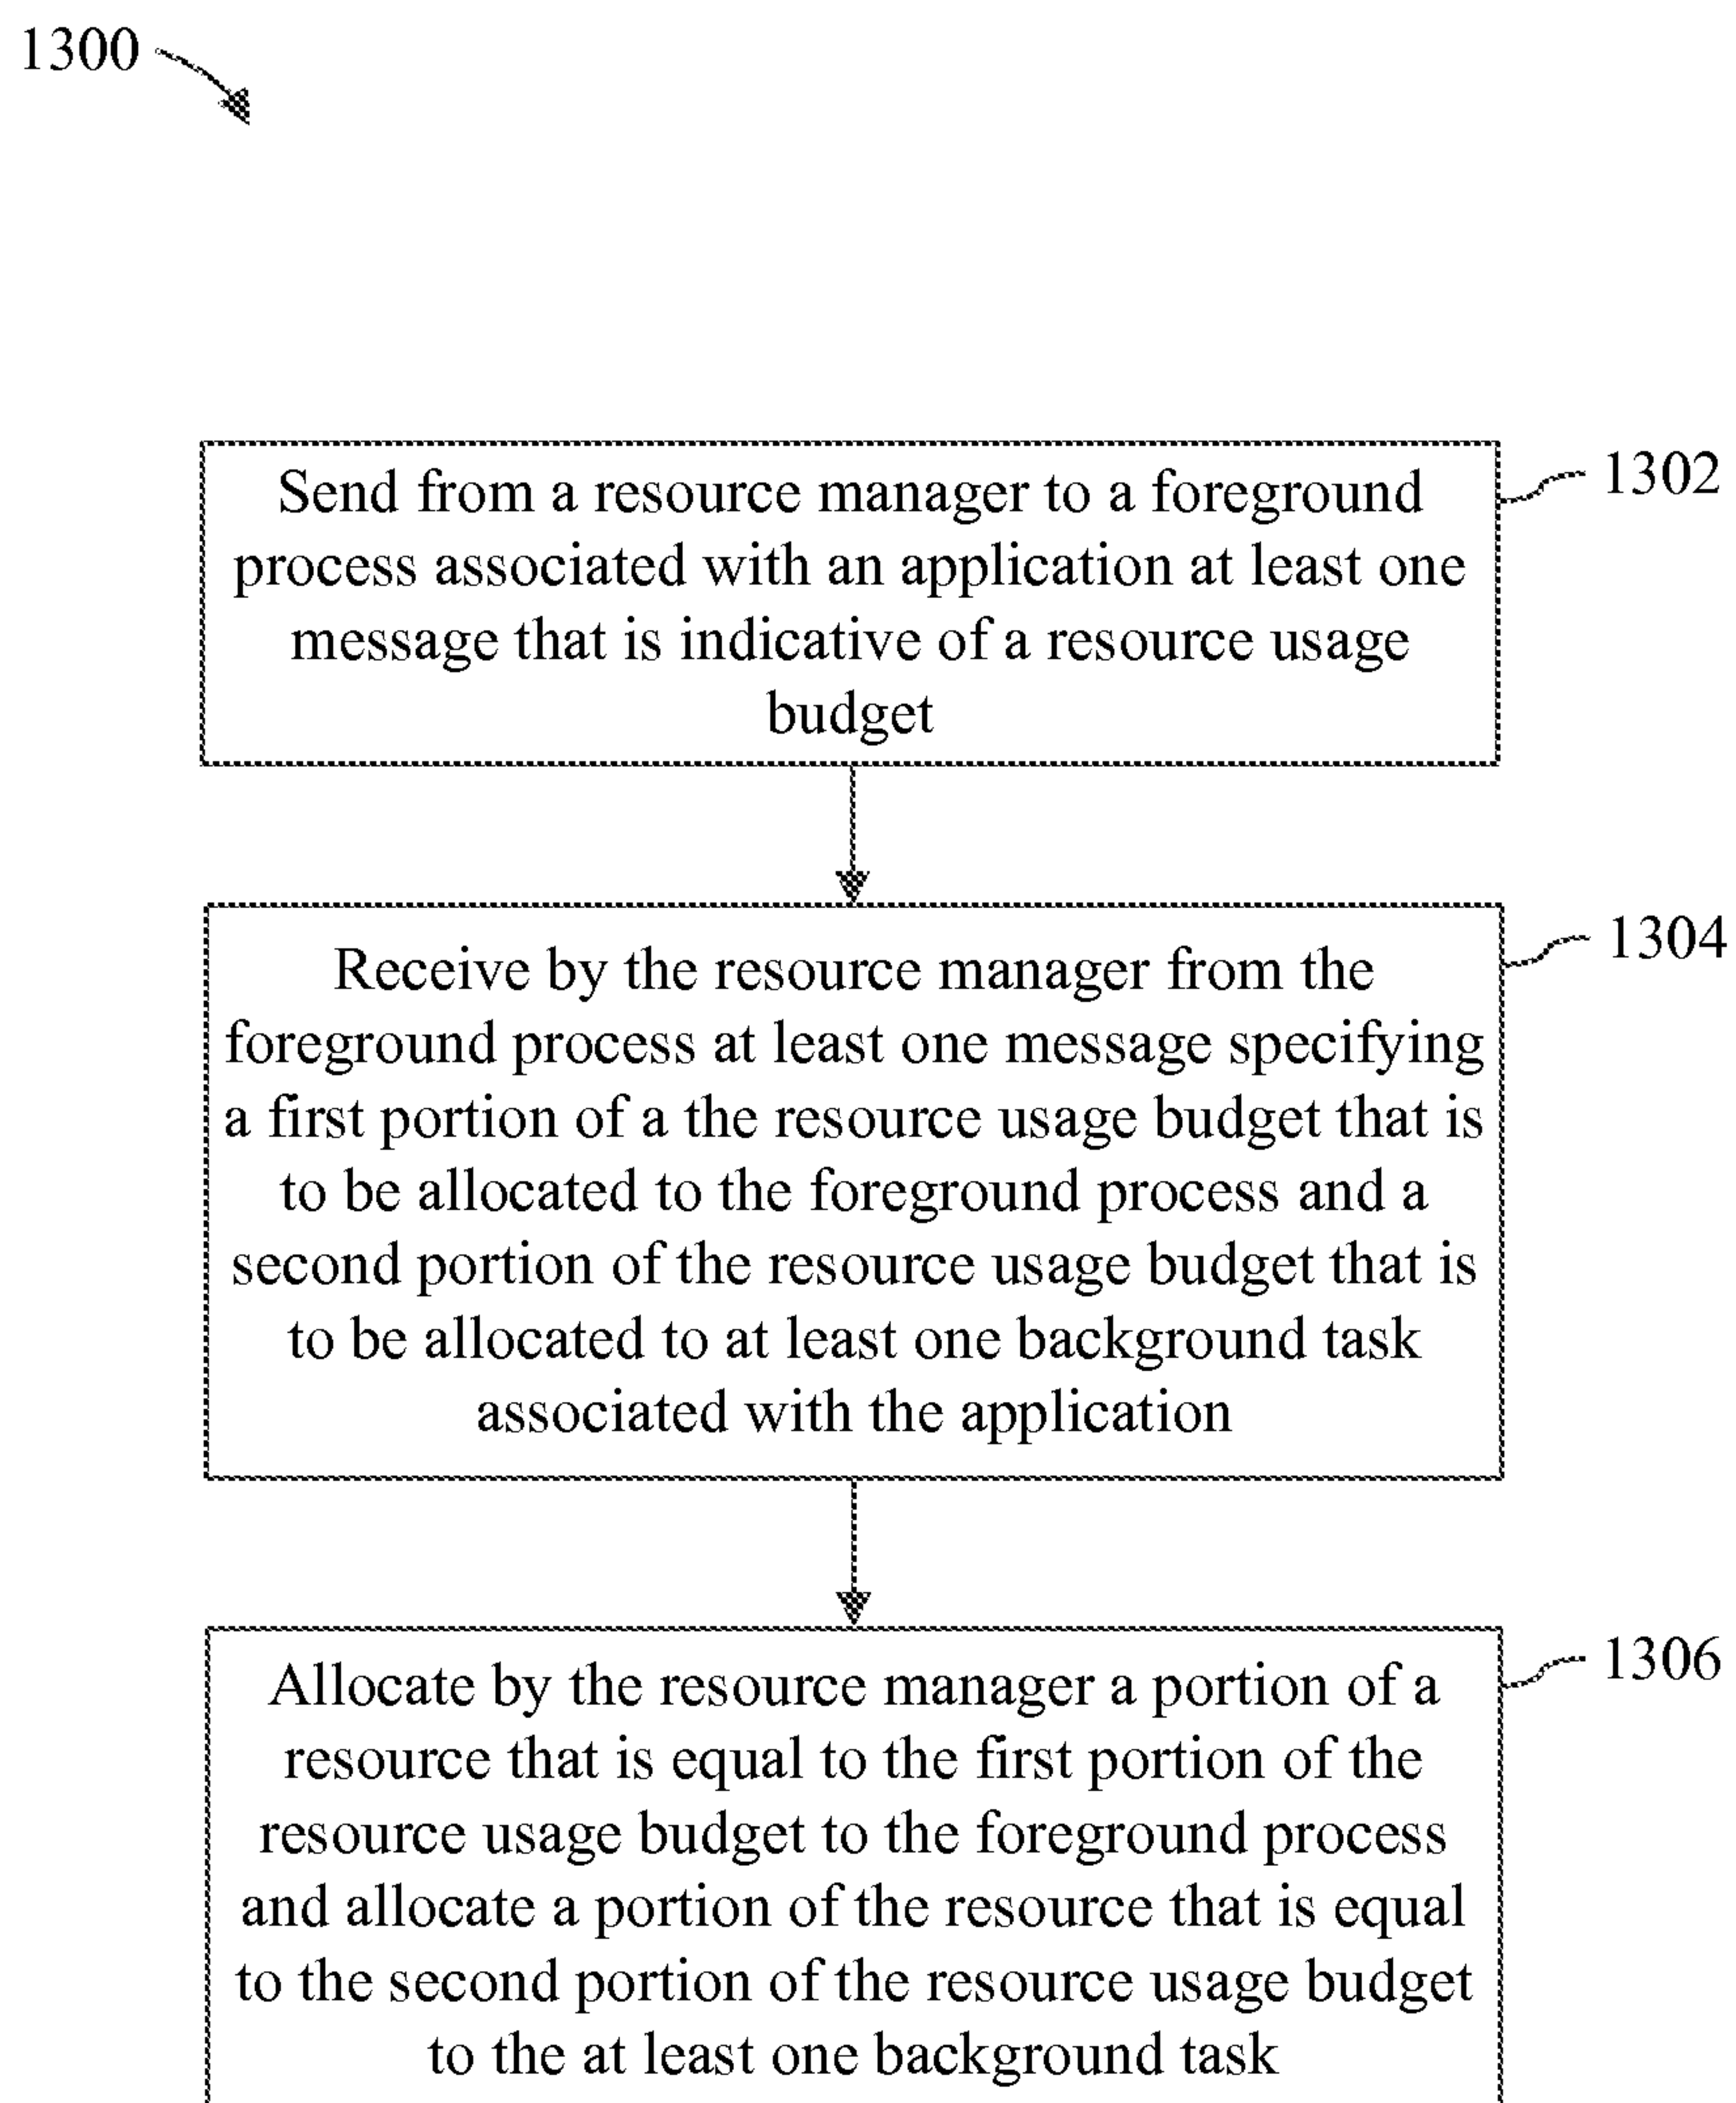 1300
Send from a resource manager to a foreground
process associated with an application at least one
message that is indicative of a resource usage
budget
1302
Receive by the resource manager from the
foreground process at least one message specifying
a first portion of a the resource usage budget that is
to be allocated to the foreground process and a
second portion of the resource usage budget that is
to be allocated to at least one background task
associated with the application
1304
Allocate by the resource manager a portion of a
resource that is equal to the first portion of the
resource usage budget to the foreground process
and allocate a portion of the resource that is equal
to the second portion of the resource usage budget
to the at least one background task
1306